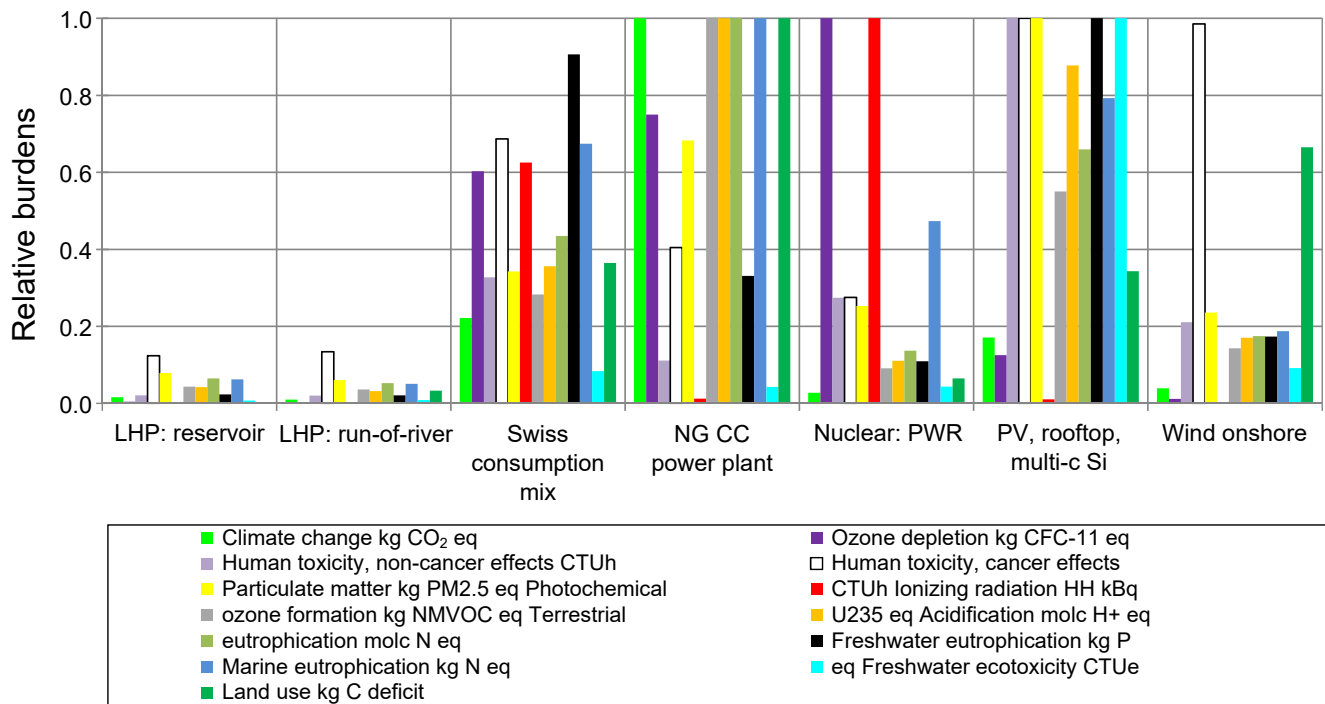 1.0
0.8
0.6
0.4
0.2
0.0
Relative burdens
LHP: reservoir
LHP: run-of-river
Swiss
consumption
mix
NG CC
power plant
Nuclear: PWR
PV, rooftop,
multi-c Si
Wind onshore
Climate change kg CO₂ eq
Ozone depletion kg CFC-11 eq
Human toxicity, non-cancer effects CTUh
Human toxicity, cancer effects
Particulate matter kg PM2.5 eq Photochemical
CTUh Ionizing radiation HH kBq
ozone formation kg NMVOC eq Terrestrial
U235 eq Acidification molc H+ eq
eutrophication molc N eq
Freshwater eutrophication kg P
Marine eutrophication kg N eq
eq Freshwater ecotoxicity CTUe
Land use kg C deficit